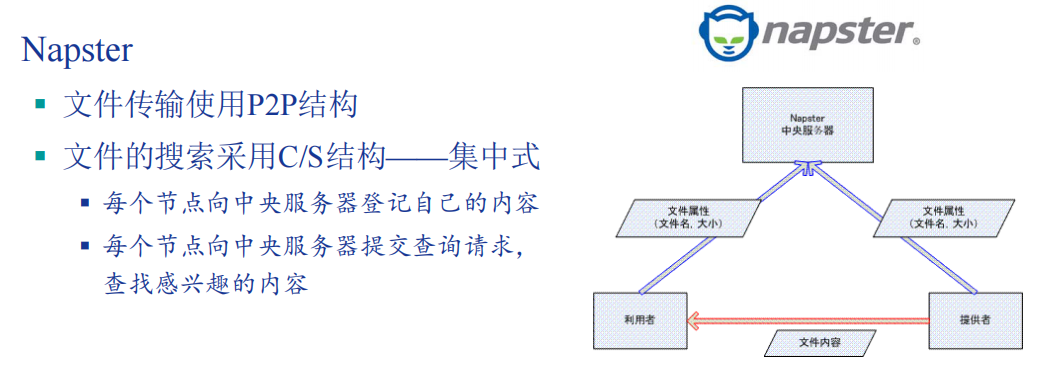 Napster
文件传输使用P2P结构
文件的搜索采用C/S结构——集中式
每个节点向中央服务器登记自己的内容
每个节点向中央服务器提交查询请求，
查找感兴趣的内容
napster®
Napster
中央服务器
文件属性
(文件名, 大小)
文件属性
(文件名, 大小)
利用者
提供者
文件内容